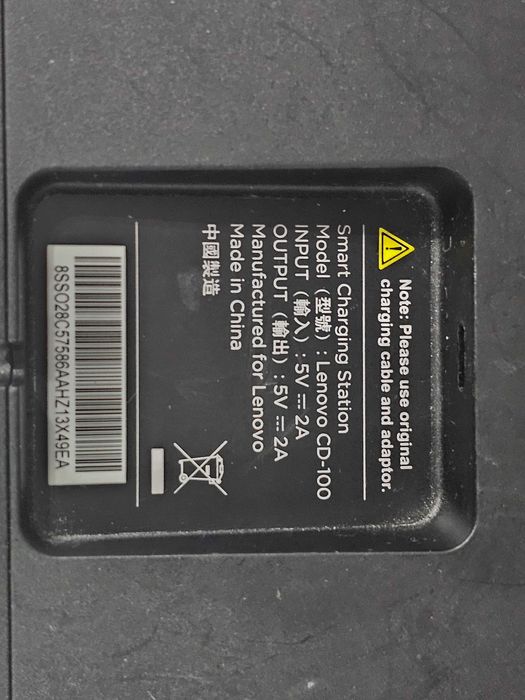 Note: Please use original
charging cable and adaptor.
Smart Charging Station
Model（型號）: Lenovo CD-100
INPUT（輸入）: 5V ⎓ 2A
OUTPUT（輸出）: 5V ⎓ 2A
Manufactured for Lenovo
Made in China
中國製造
8SSO28C57586AAHZ13X49EA